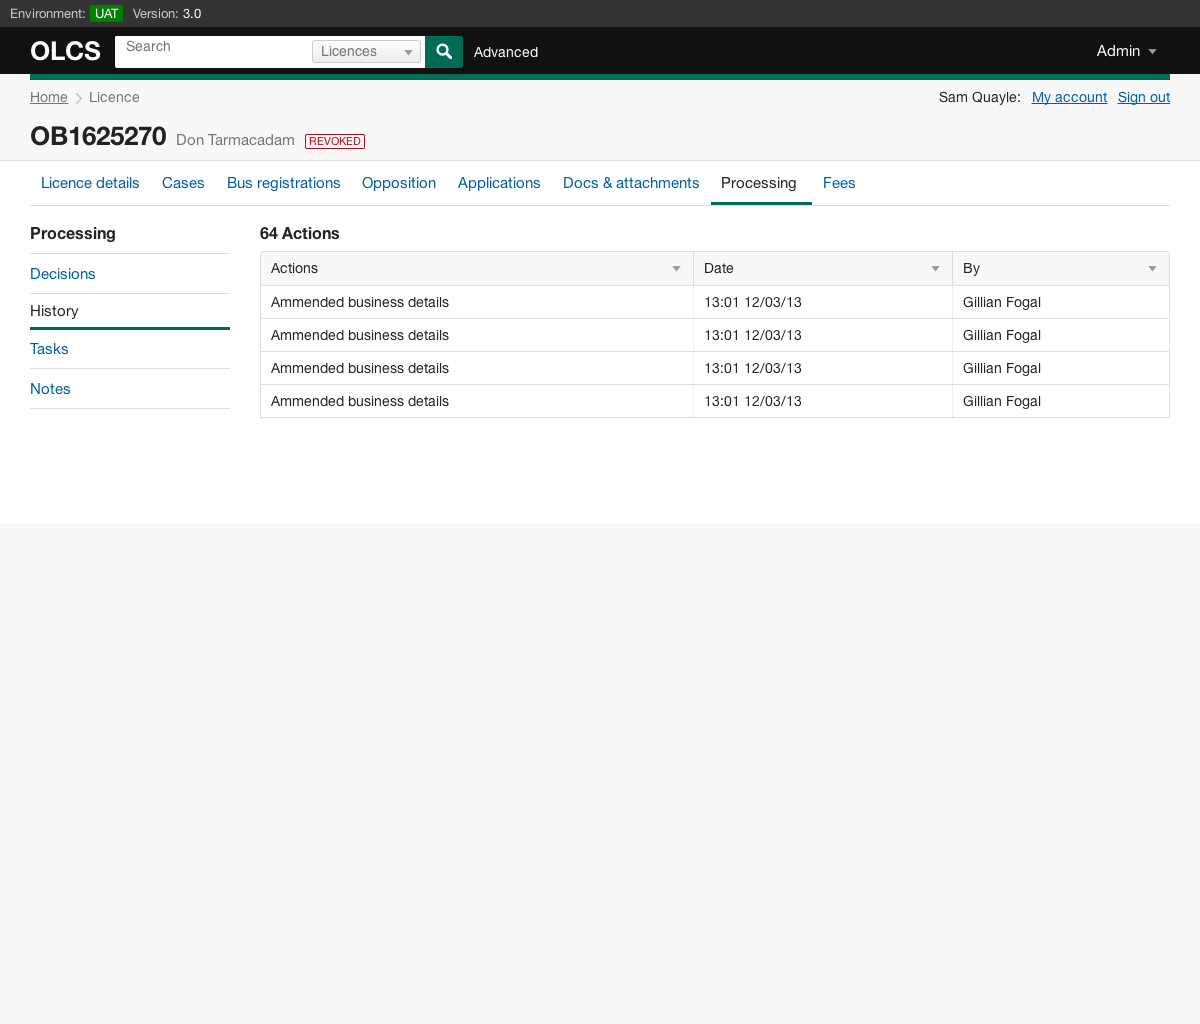 Environment: UAT Version: 3.0
OLCS Search Licences Advanced Admin
Home Licence Sam Quayle: My account Sign out
OB1625270 Don Tarmacadam REVOKED
Licence details Cases Bus registrations Opposition Applications Docs & attachments Processing Fees
Processing
Decisions
History
Tasks
Notes
64 Actions
Actions Date By
Ammended business details 13:01 12/03/13 Gillian Fogal
Ammended business details 13:01 12/03/13 Gillian Fogal
Ammended business details 13:01 12/03/13 Gillian Fogal
Ammended business details 13:01 12/03/13 Gillian Fogal